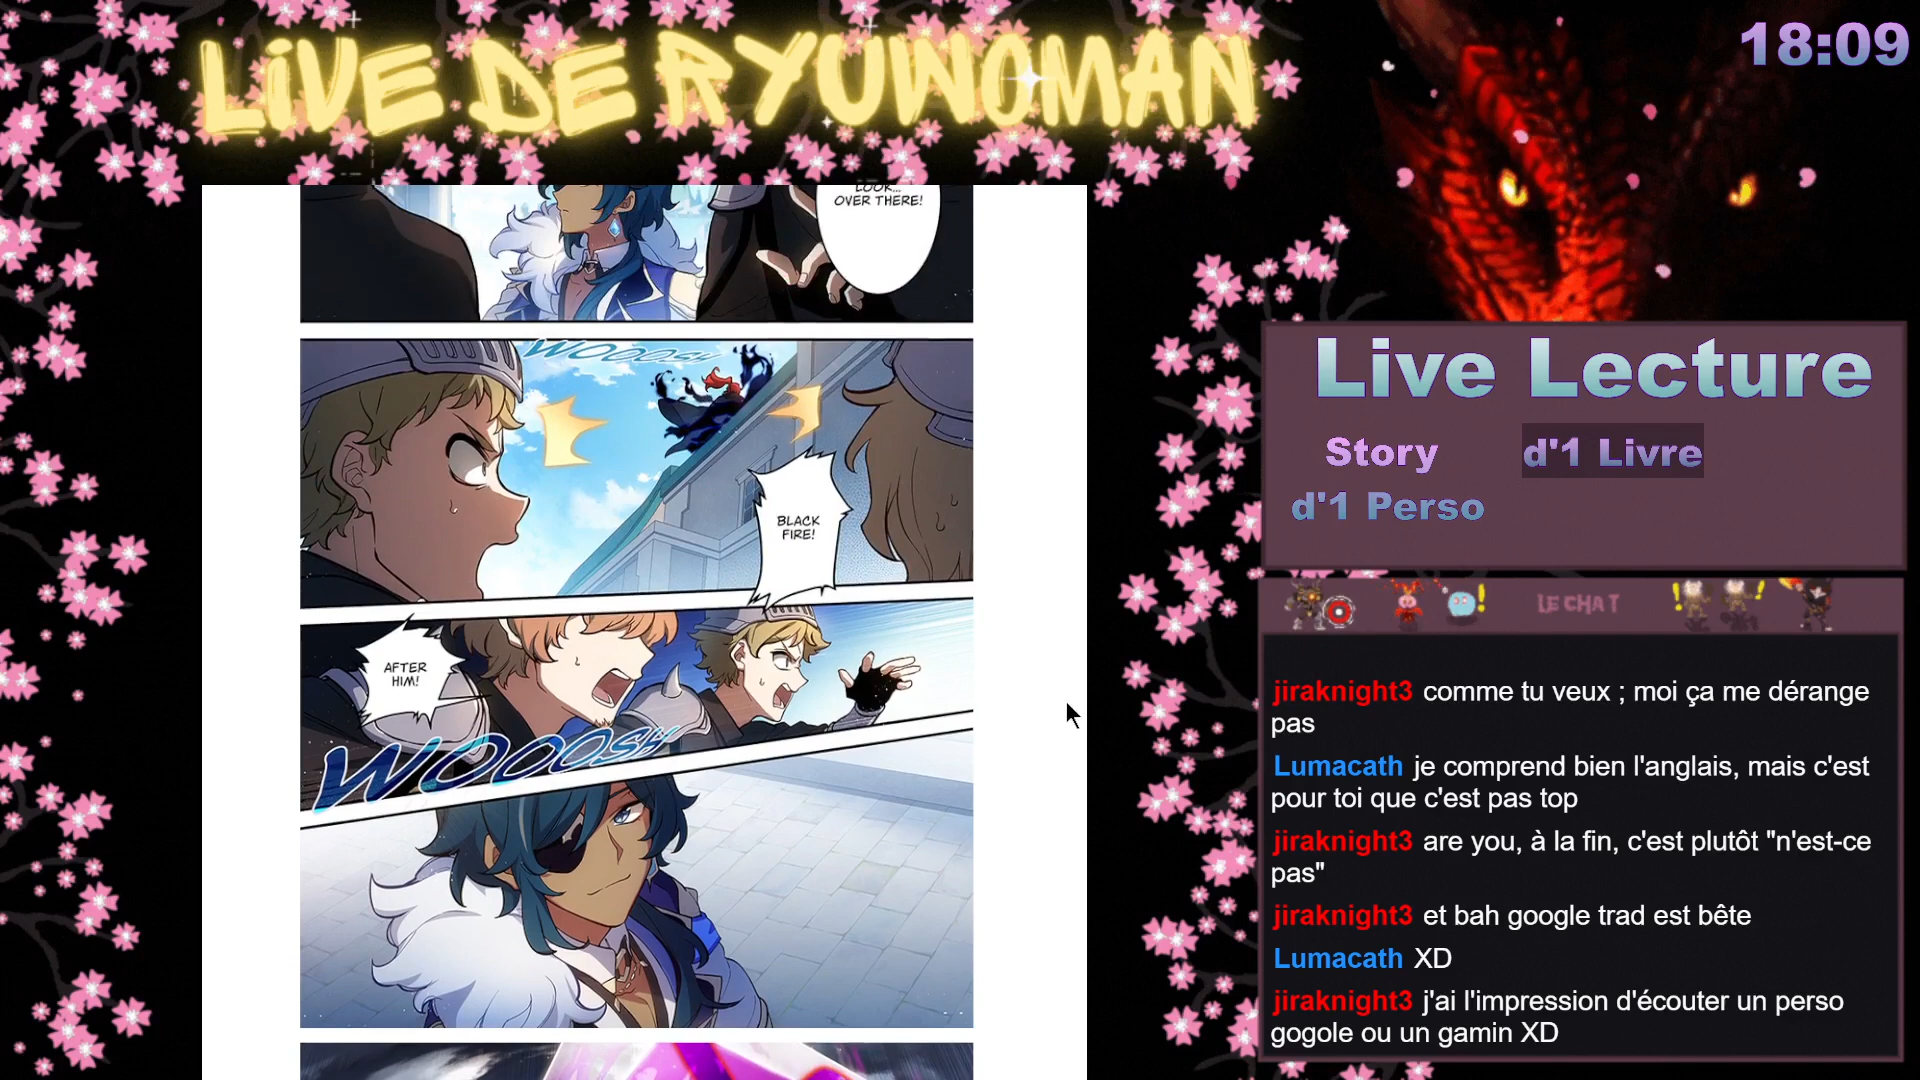 LIVE DE RYUWOMAN
18:09
LOOK...
OVER THERE!
WOOOSH
BLACK
FIRE!
AFTER
HIM!
WOOOSH
Live Lecture
Story
d'1 Livre
d'1 Perso
LE CHAT
jiraknight3 comme tu veux ; moi ça me dérange
pas
Lumacath je comprend bien l'anglais, mais c'est
pour toi que c'est pas top
jiraknight3 are you, à la fin, c'est plutôt "n'est-ce
pas"
jiraknight3 et bah google trad est bête
Lumacath XD
jiraknight3 j'ai l'impression d'écouter un perso
gogole ou un gamin XD